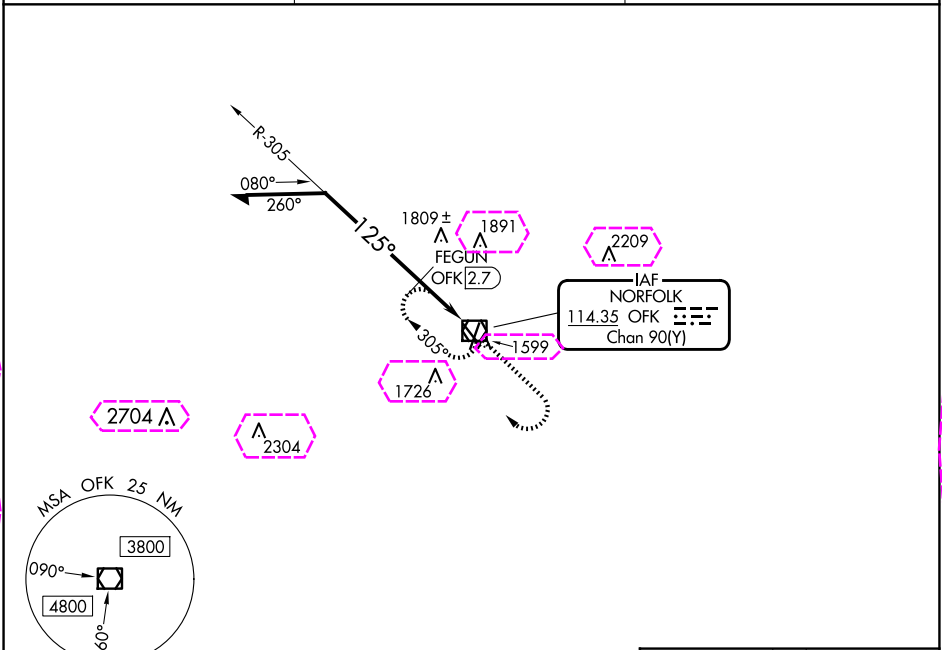 R-305
080°
260°
125°
1809 ±
1891
2209
FEGUN
OFK 2.7
IAF
NORFOLK
114.35 OFK
Chan 90(Y)
305°
1599
1726
2704
2304
MSA OFK 25 NM
3800
090°
4800